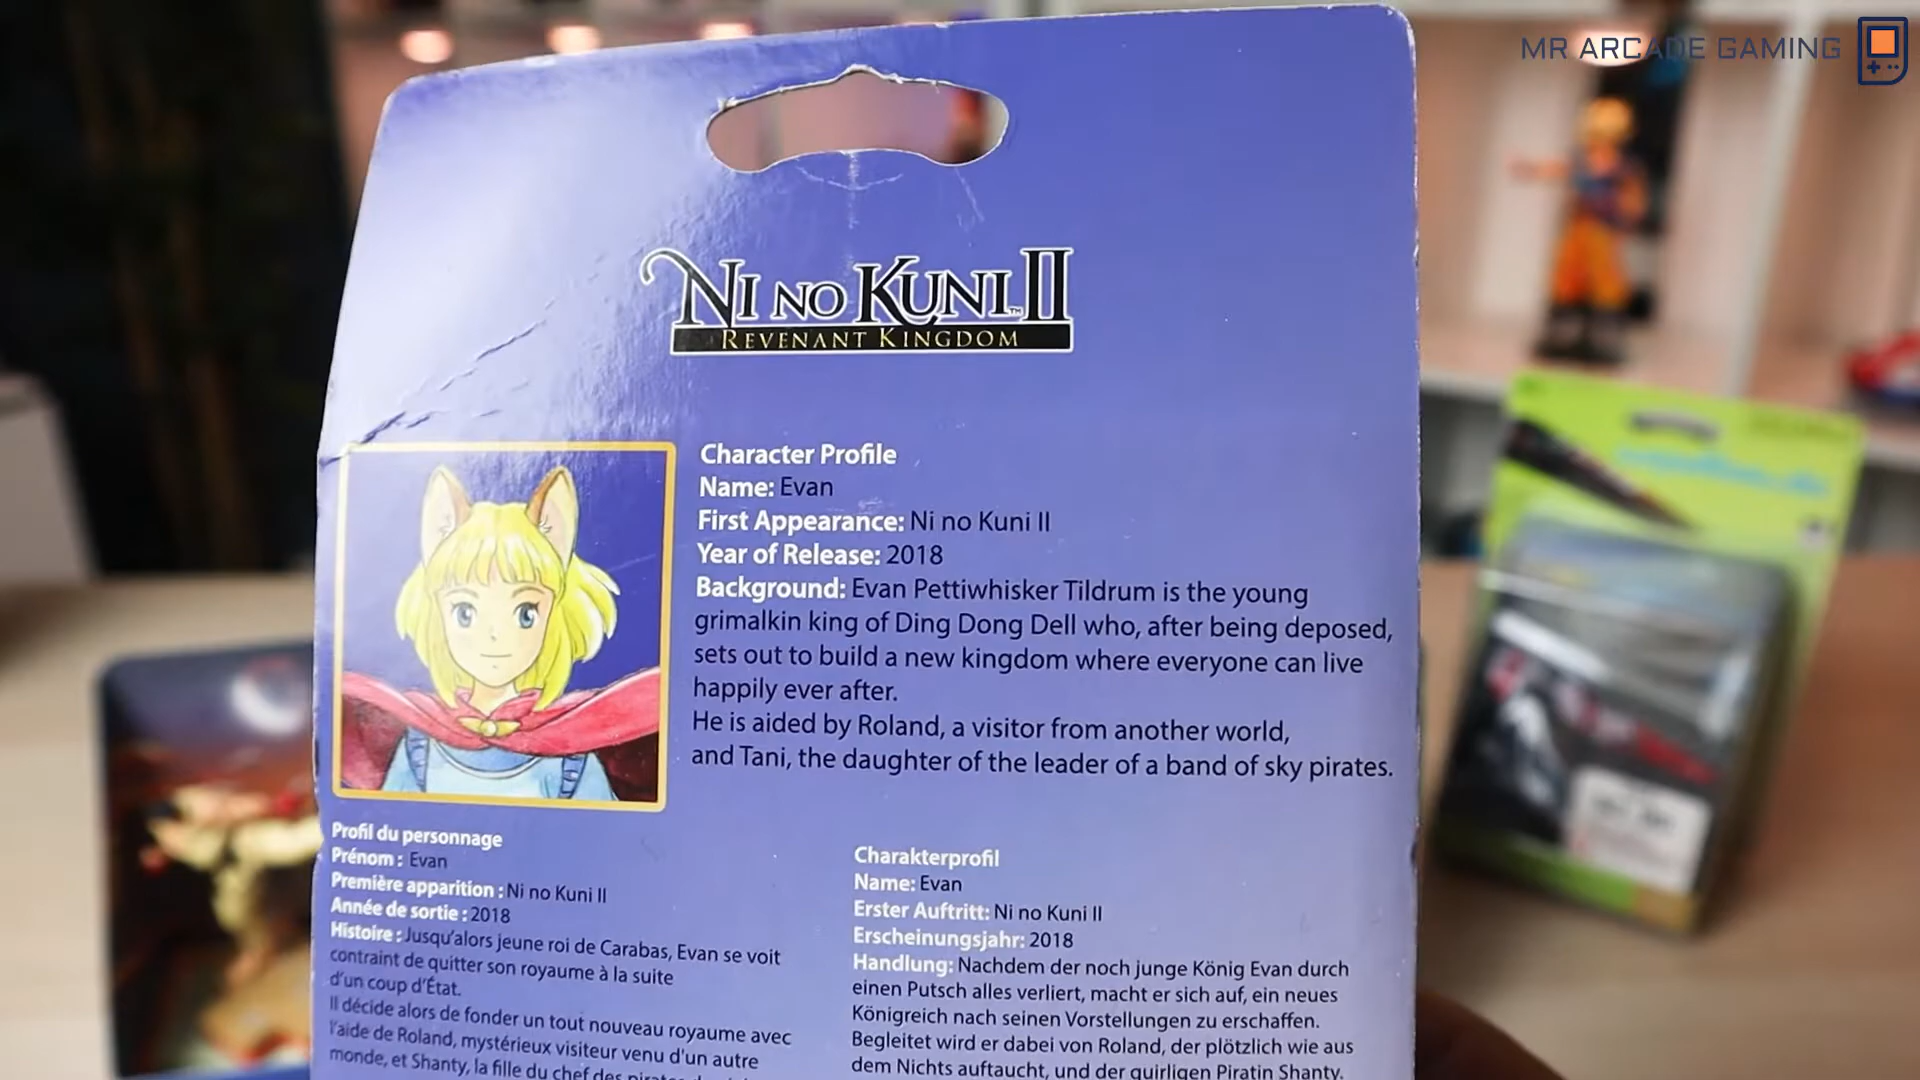 MR ARCADE GAMING
NI NO KUNI II
REVENANT KINGDOM
Character Profile
Name: Evan
First Appearance: Ni no Kuni II
Year of Release: 2018
Background: Evan Pettiwhisker Tildrum is the young
grimalkin king of Ding Dong Dell who, after being deposed,
sets out to build a new kingdom where everyone can live
happily ever after.
He is aided by Roland, a visitor from another world,
and Tani, the daughter of the leader of a band of sky pirates.
Profil du personnage
Prénom : Evan
Première apparition : Ni no Kuni II
Année de sortie : 2018
Histoire : Jusqu'alors jeune roi de Carabas, Evan se voit
contraint de quitter son royaume à la suite
d'un coup d'État.
Il décide alors de fonder un tout nouveau royaume avec
l'aide de Roland, mystérieux visiteur venu d'un autre
monde, et Shanty, la fille du chef des
Charakterprofil
Name: Evan
Erster Auftritt: Ni no Kuni II
Erscheinungsjahr: 2018
Handlung: Nachdem der noch junge König Evan durch
einen Putsch alles verliert, macht er sich auf, ein neues
Königreich nach seinen Vorstellungen zu erschaffen.
Begleitet wird er dabei von Roland, der plötzlich wie aus
dem Nichts auftaucht, und der quirligen Piratin Shanty.